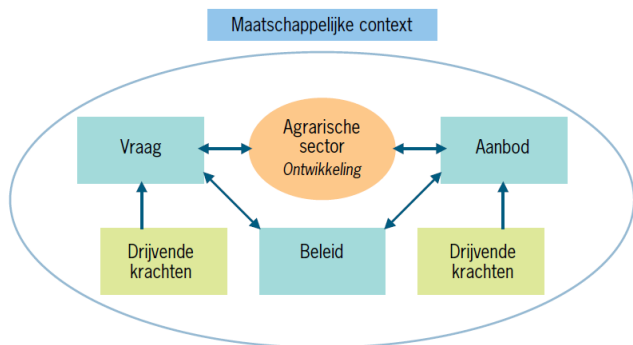 Maatschappelijke context
Vraag
Agrarische
sector
Ontwikkeling
Aanbod
Drijvende
krachten
Beleid
Drijvende
krachten